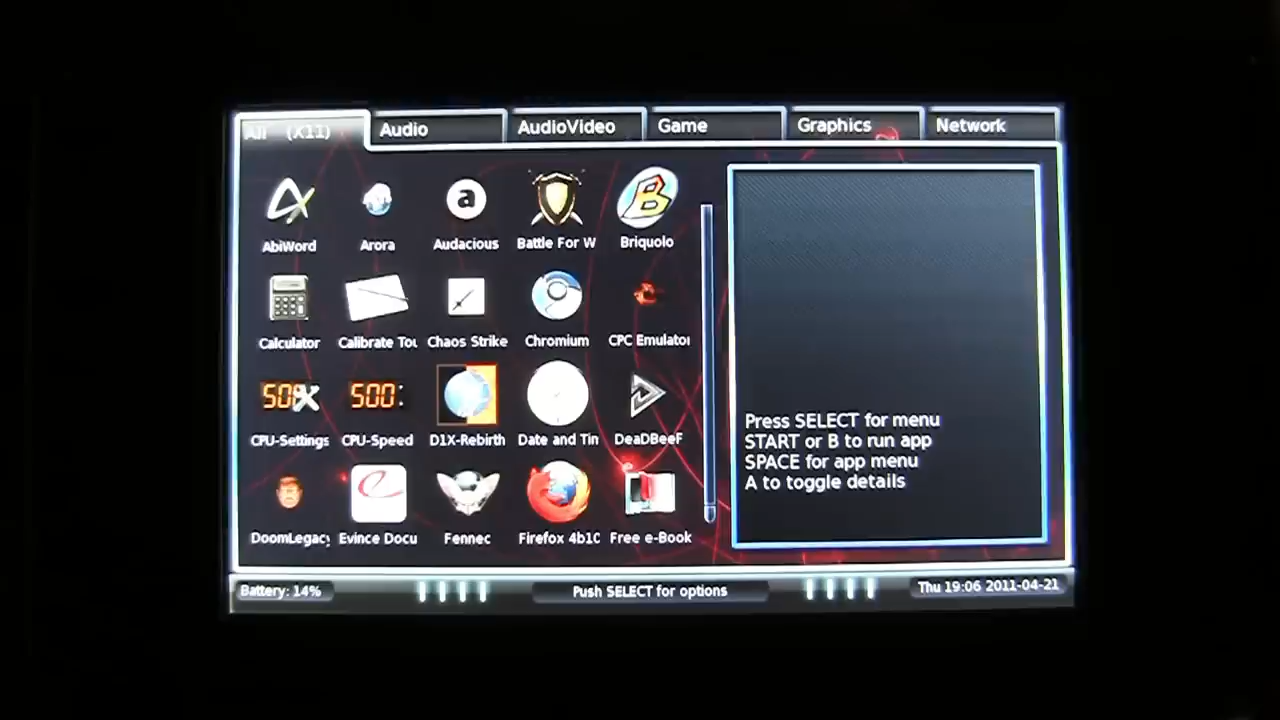 All (X11) Audio AudioVideo Game Graphics Network
AbiWord Arora Audacious Battle For W Briquolo
Calculator Calibrate Tou Chaos Strike Chromium CPC Emulator
50% 500:
CPU-Settings CPU-Speed D1X-Rebirth Date and Tim DeaDBeeF
DoomLegacy Evince Docu Fennec Firefox 4b10 Free e-Book
Press SELECT for menu
START or B to run app
SPACE for app menu
A to toggle details
Battery: 14% Push SELECT for options Thu 19:06 2011-04-21